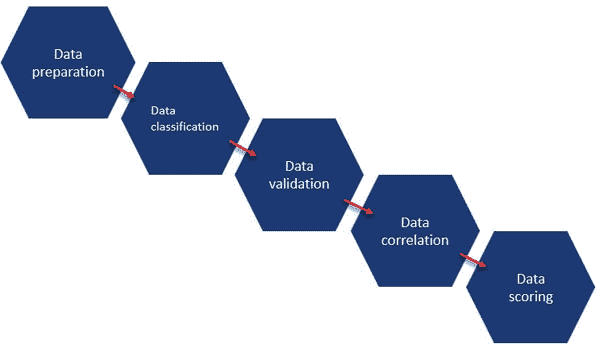 Data
preparation
Data
classification
Data
validation
Data
correlation
Data
scoring